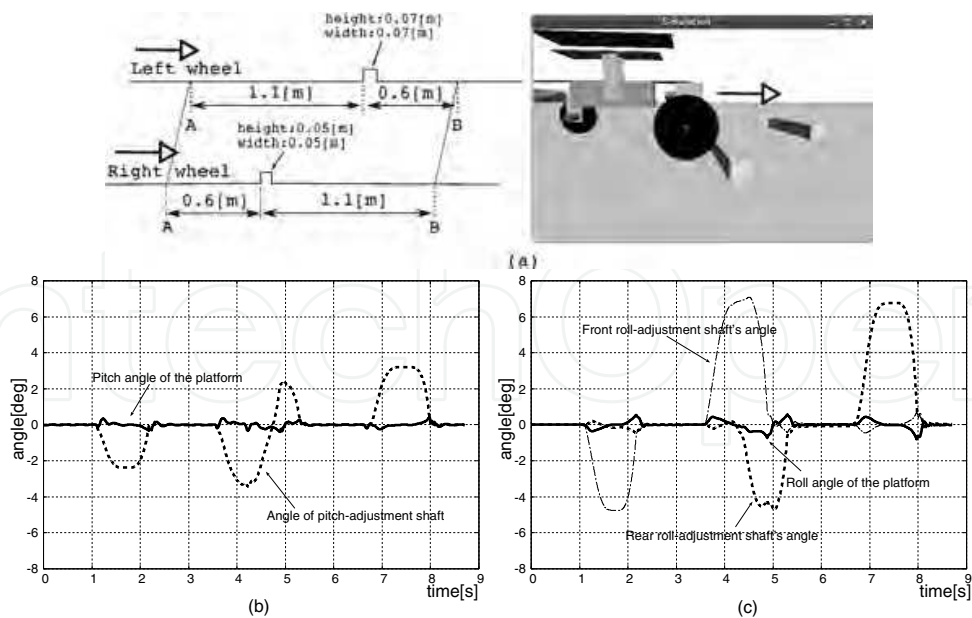 height:0.07[m]
width:0.07[m]
Left wheel
1.1[m]
0.6[m]
A
B
height:0.05[m]
width:0.05[m]
Right wheel
0.6[m]
1.1[m]
A
B
Simulation
(a)
ntechOpen
8
6
4
2
0
-2
-4
-6
-8
angle[deg]
Pitch angle of the platform
Angle of pitch-adjustment shaft
0 1 2 3 4 5 6 7 8 9
time[s]
(b)
8
6
4
2
0
-2
-4
-6
-8
angle[deg]
Front roll-adjustment shaft's angle
Roll angle of the platform
Rear roll-adjustment shaft's angle
0 1 2 3 4 5 6 7 8 9
time[s]
(c)